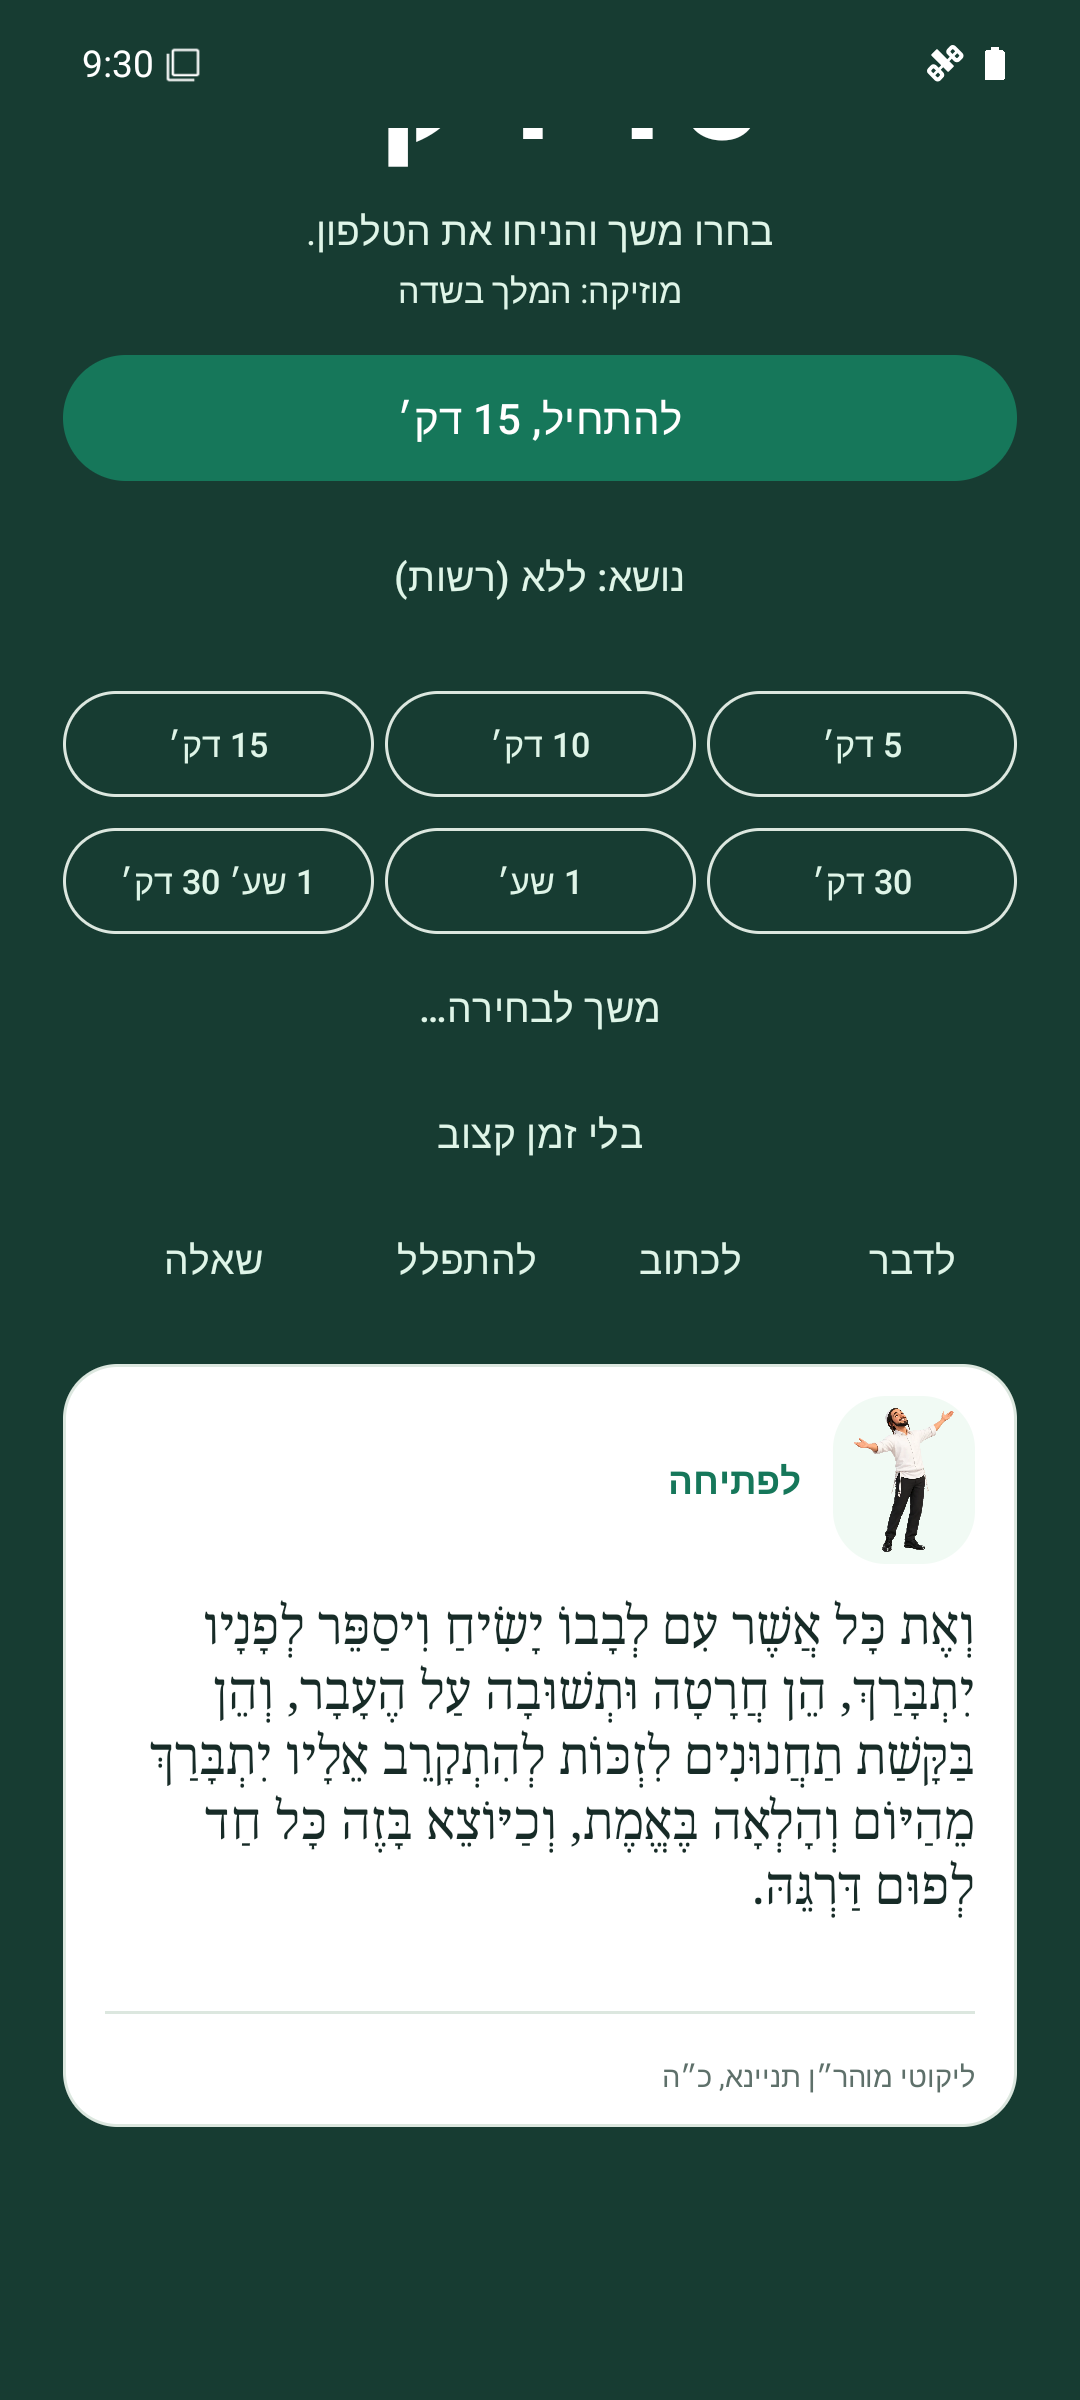 9:30
בחרו משך והניחו את הטלפון.
מוזיקה: המלך בשדה
להתחיל, 15 דק׳
נושא: ללא (רשות)
5 דק׳
10 דק׳
15 דק׳
30 דק׳
1 שע׳
1 שע׳ 30 דק׳
משך לבחירה...
בלי זמן קצוב
לדבר
לכתוב
להתפלל
שאלה
לפתיחה
וְאֶת כָּל אֲשֶׁר עִם לְבָבוֹ יָשִׂיחַ וִיסַפֵּר לְפָנָיו
יִתְבָּרַךְ, הֵן חֲרָטָה וּתְשׁוּבָה עַל הֶעָבָר, וְהֵן
בַּקָּשַׁת תַּחֲנוּנִים לִזְכּוֹת לְהִתְקָרֵב אֵלָיו יִתְבָּרַךְ
מֵהַיּוֹם וְהָלְאָה בֶּאֱמֶת, וְכַיּוֹצֵא בָּזֶה כָּל חַד
לְפוּם דַּרְגֵּהּ.
ליקוטי מוהר״ן תניינא, כ״ה